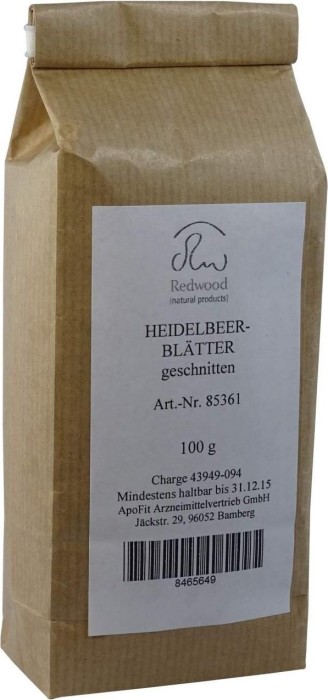 Redwood
{natural products}
HEIDELBEER-
BLÄTTER
geschnitten
Art.-Nr. 85361
100 g
Charge 43949-094
Mindestens haltbar bis 31.12.15
ApoFit Arzneimittelvertrieb GmbH
Jäckstr. 29, 96052 Bamberg
8465649